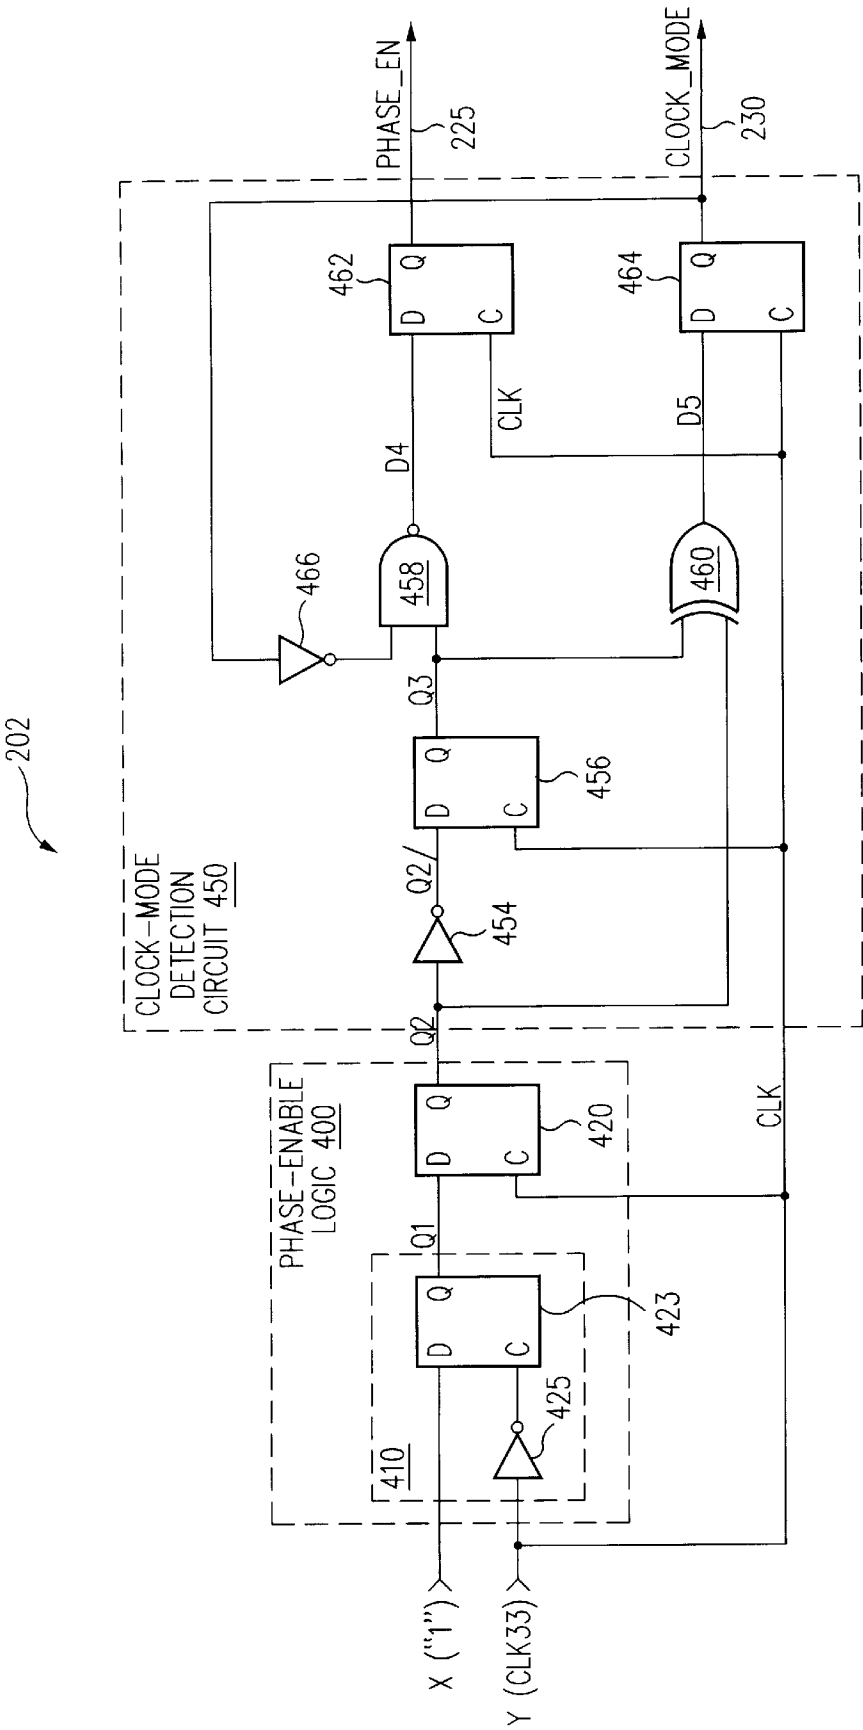 202
CLOCK-MODE
DETECTION
CIRCUIT 450
PHASE-ENABLE
LOGIC 400
410
X ("1")
Y (CLK33)
425
D
Q
C
423
Q1
D
Q
C
420
Q2
454
Q2/
D
Q
C
456
Q3
466
458
460
D4
D5
CLK
CLK
D
Q
C
462
D
Q
C
464
PHASE_EN
225
CLOCK_MODE
230